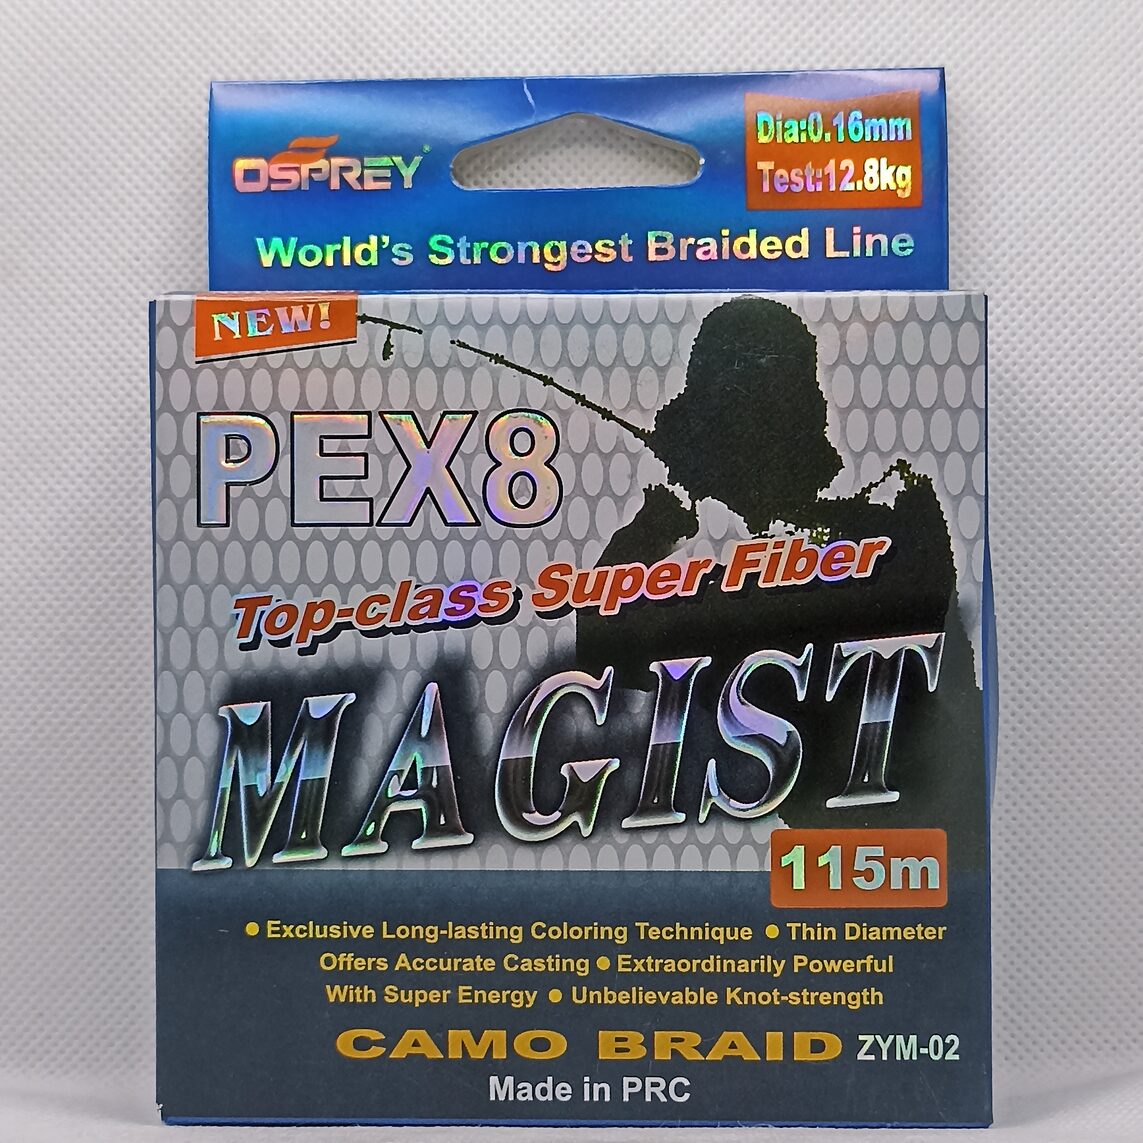 OSPREY
Dia:0.16mm
Test:12.8kg
World's Strongest Braided Line
NEW!
PEX8
Top-class Super Fiber
MAGIST
115m
● Exclusive Long-lasting Coloring Technique ● Thin Diameter
Offers Accurate Casting ● Extraordinarily Powerful
With Super Energy ● Unbelievable Knot-strength
CAMO BRAID ZYM-02
Made in PRC